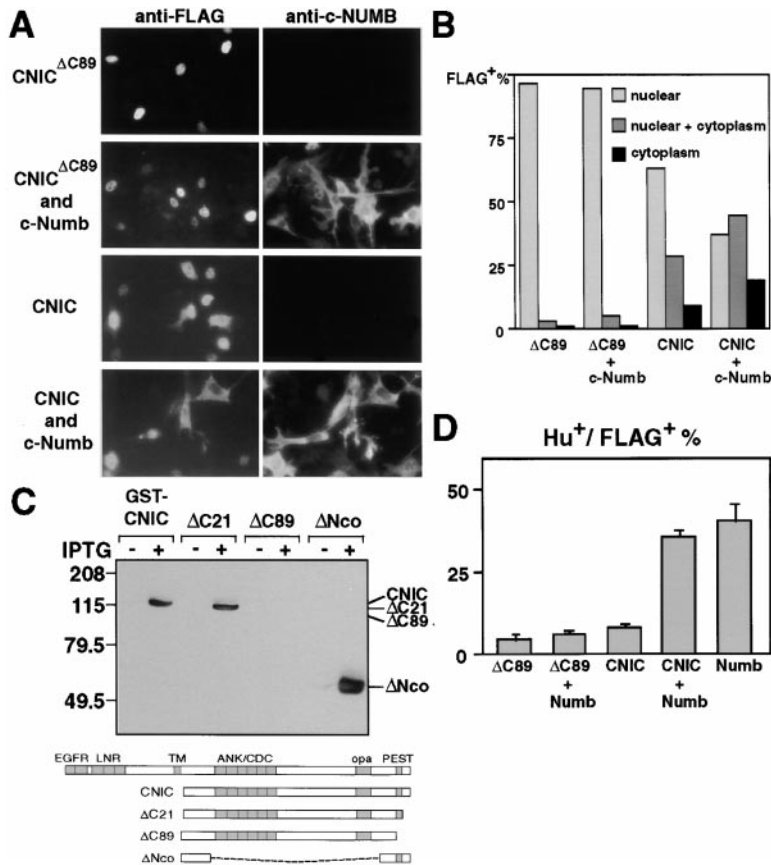 A
anti-FLAG anti-c-NUMB
CNIC ΔC89
CNIC ΔC89
and
c-Numb
CNIC
CNIC
and
c-Numb
B
FLAG+ %
75
50
25
0
nuclear
nuclear + cytoplasm
cytoplasm
ΔC89 ΔC89 + c-Numb CNIC CNIC + c-Numb
C
GST-CNIC ΔC21 ΔC89 ΔNco
IPTG - + - + - + - +
208
115
79.5
49.5
CNIC
ΔC21
ΔC89
ΔNco
EGFR LNR TM ANK/CDC opa PEST
CNIC
ΔC21
ΔC89
ΔNco
D
Hu+/ FLAG+ %
50
25
0
ΔC89 ΔC89 + Numb CNIC CNIC + Numb Numb